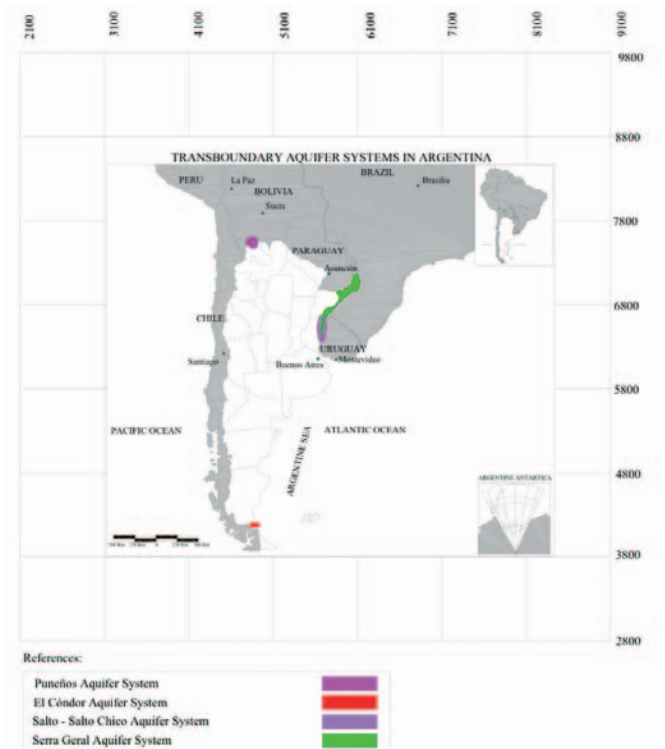 2100 3100 5100 6100 7100 8100 9100
9800
8800
TRANSBOUNDARY AQUIFER SYSTEMS IN ARGENTINA
PERU La Paz BRAZIL Brasilia
BOLIVIA
Sucre
7800
PARAGUAY
Asunción
6800
CHILE
URUGUAY
Santiago Buenos Aires Montevideo
5800
PACIFIC OCEAN ARGENTINE SEA ATLANTIC OCEAN
4800
ARGENTINE ANTARTICA
3800
2800
References:
Puneños Aquifer System
El Cóndor Aquifer System
Salto - Salto Chico Aquifer System
Serra Geral Aquifer System